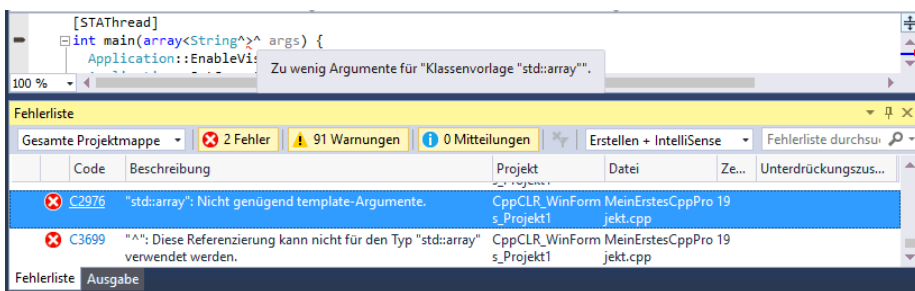 [STAThread]
int main(array<String^>^ args) {
Application::EnableVis
Zu wenig Argumente für "Klassenvorlage "std::array"".
100 %
Fehlerliste
Gesamte Projektmappe 2 Fehler 91 Warnungen 0 Mitteilungen Erstellen + IntelliSense Fehlerliste durchsu
Code Beschreibung Projekt Datei Ze... Unterdrückungszus...
C2976 "std::array": Nicht genügend template-Argumente. CppCLR_WinForm MeinErstesCppPro 19
s_Projekt1 jekt.cpp
C3699 "^": Diese Referenzierung kann nicht für den Typ "std::array" CppCLR_WinForm MeinErstesCppPro 19
verwendet werden. s_Projekt1 jekt.cpp
Fehlerliste Ausgabe